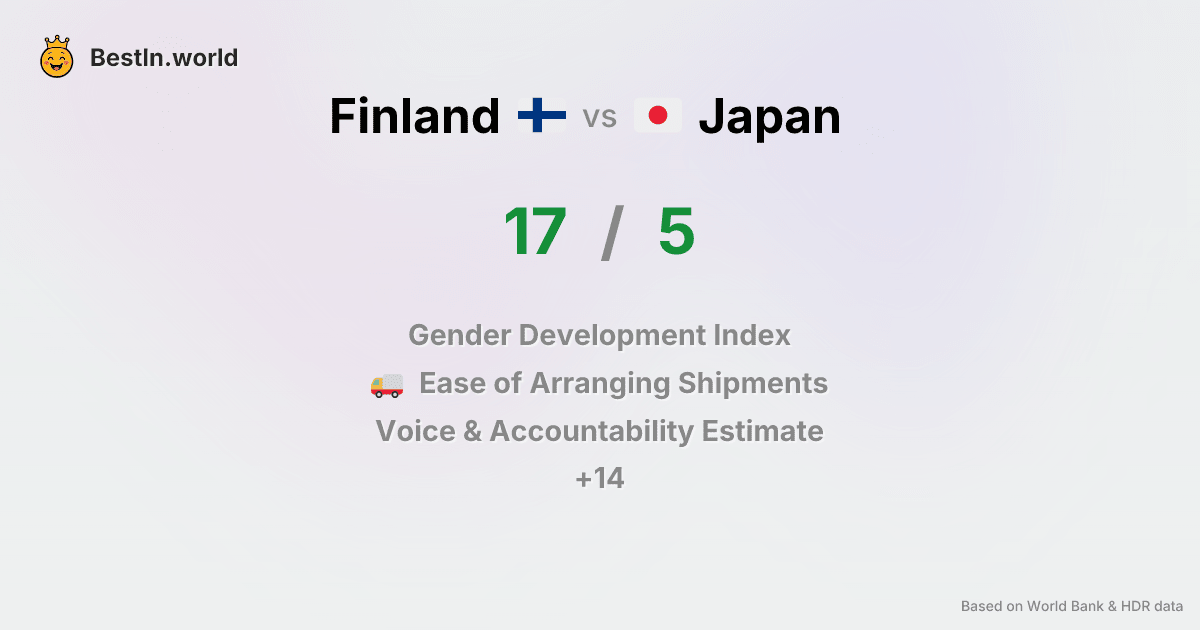 BestIn.world
Finland vs Japan
17 / 5
Gender Development Index
Ease of Arranging Shipments
Voice & Accountability Estimate
+14
Based on World Bank & HDR data